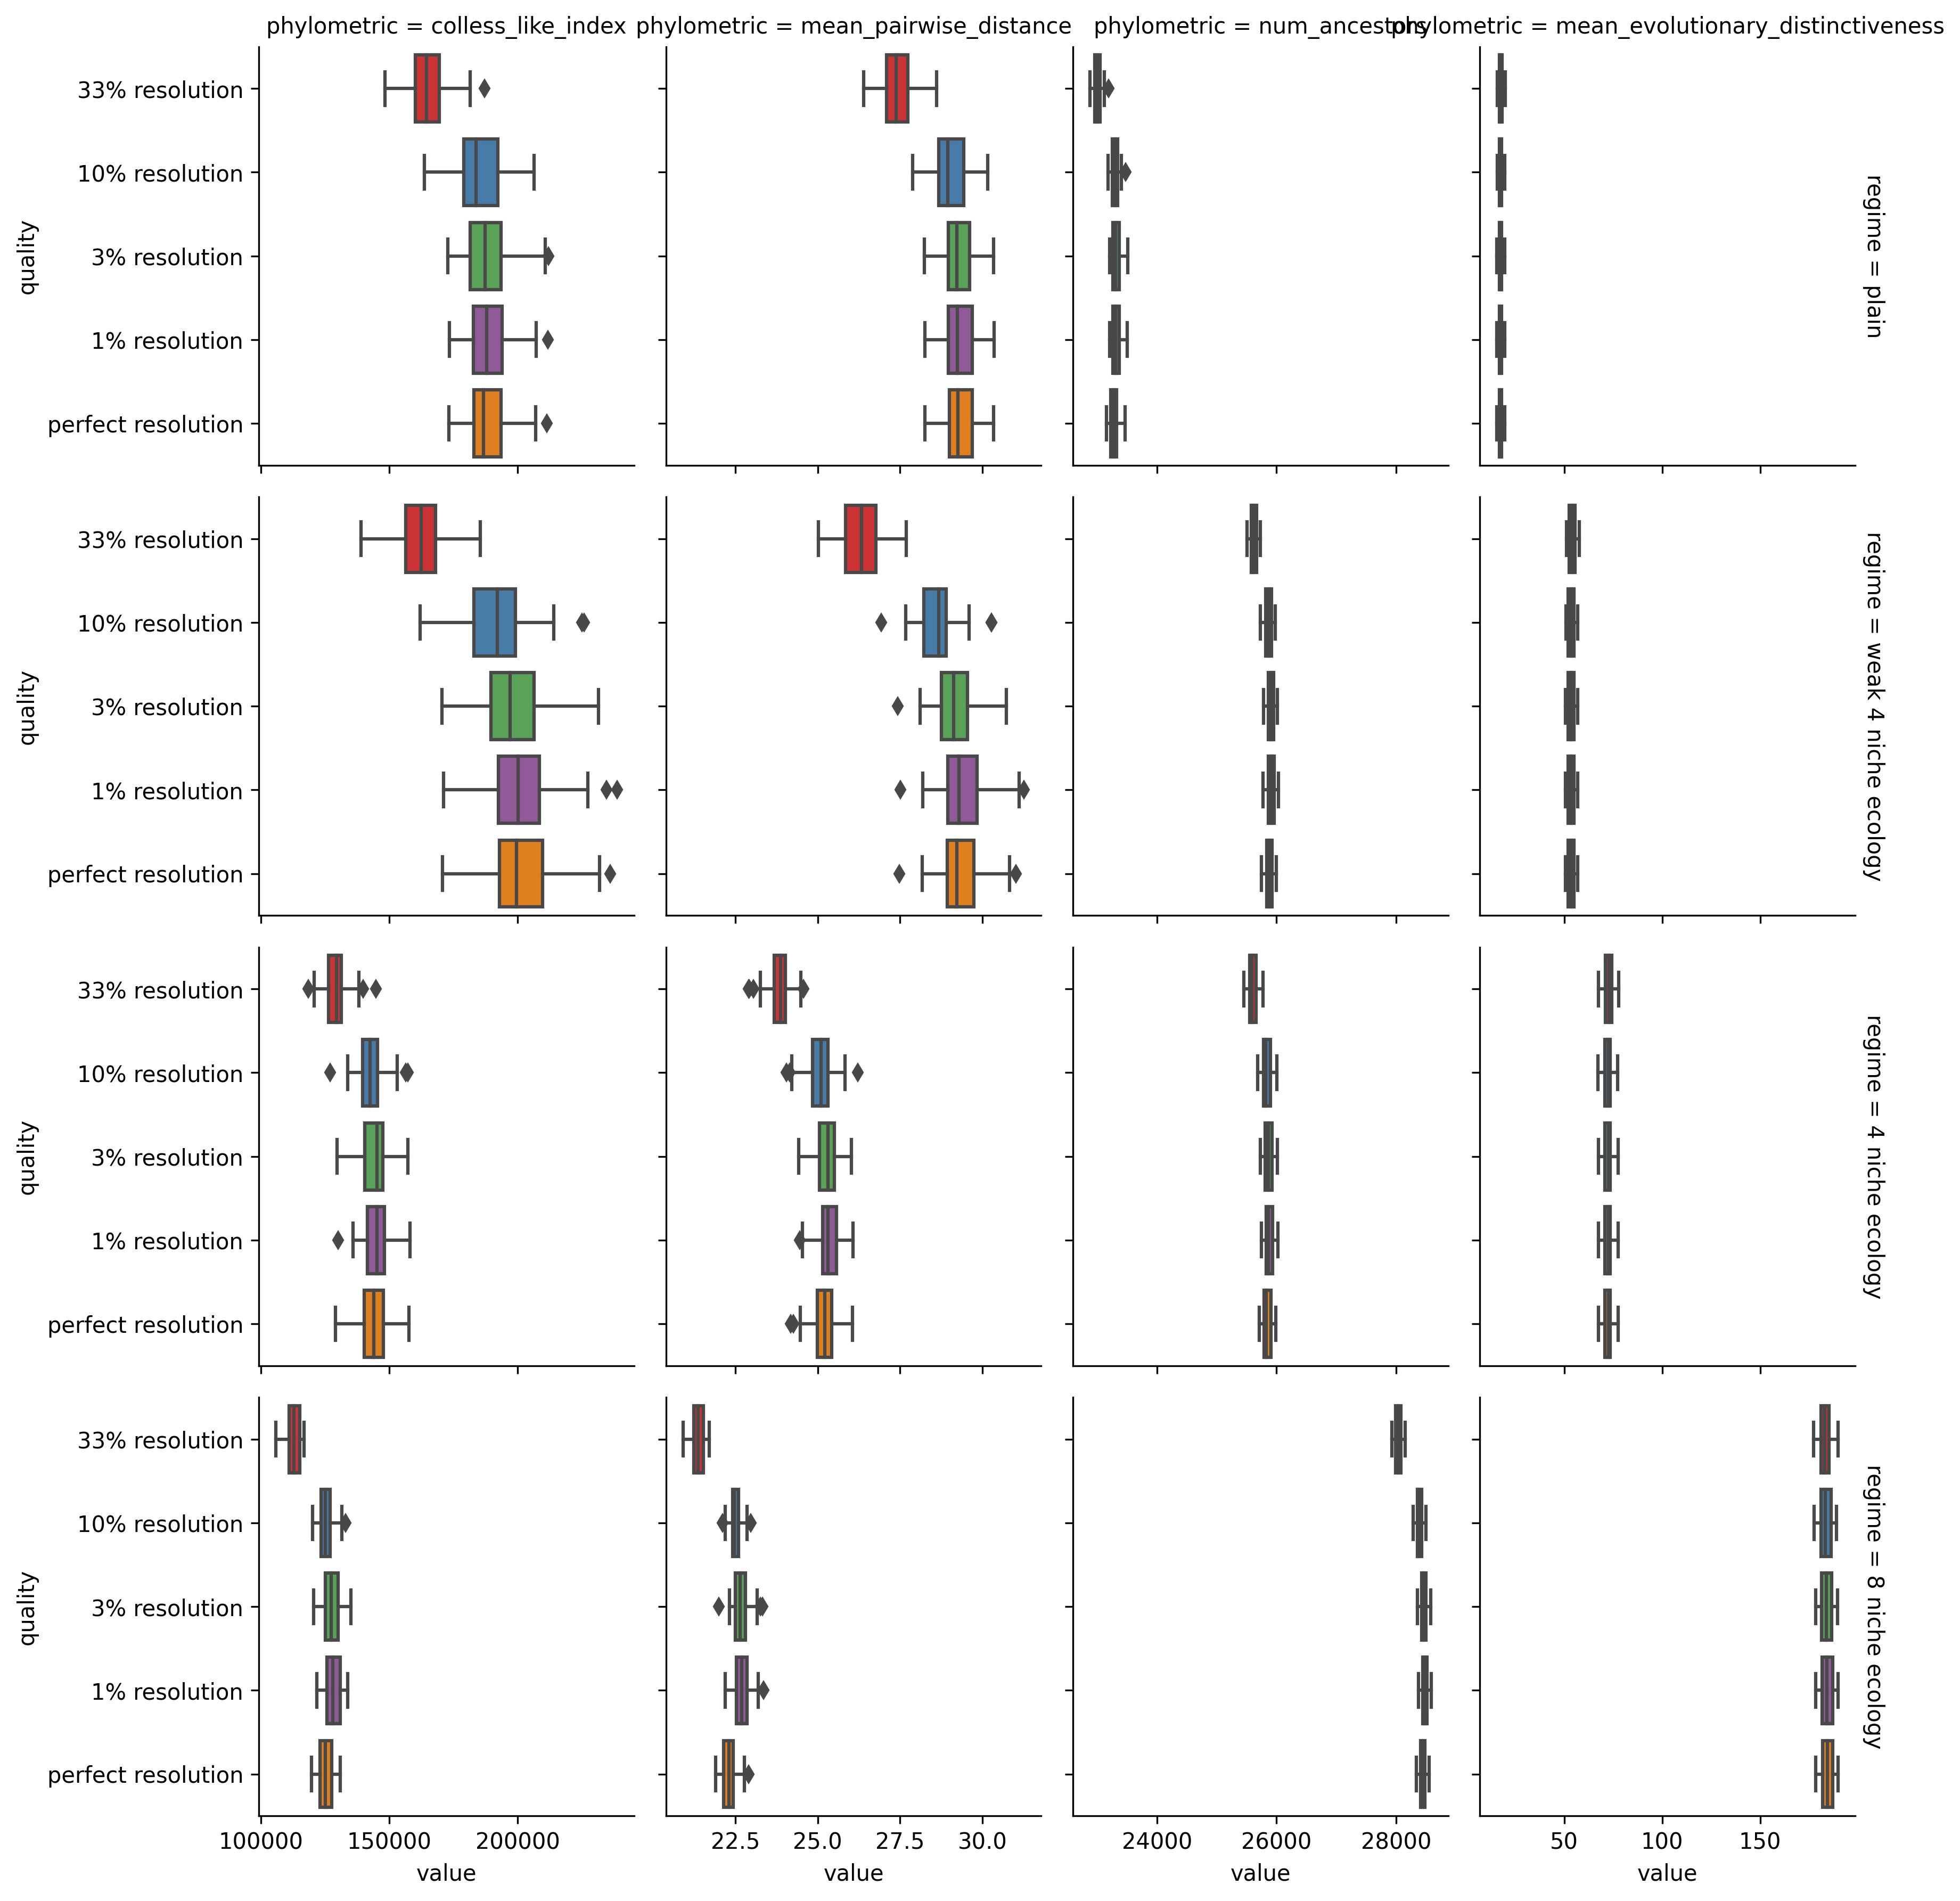 phylometric = colless_like_index
phylometric = mean_pairwise_distance
phylometric = num_ancestors
phylometric = mean_evolutionary_distinctiveness
33% resolution
10% resolution
3% resolution
1% resolution
perfect resolution
quality
regime = plain
33% resolution
10% resolution
3% resolution
1% resolution
perfect resolution
quality
regime = weak 4 niche ecology
33% resolution
10% resolution
3% resolution
1% resolution
perfect resolution
quality
regime = 4 niche ecology
33% resolution
10% resolution
3% resolution
1% resolution
perfect resolution
quality
regime = 8 niche ecology
100000 150000 200000
22.5 25.0 27.5 30.0
24000 26000 28000
50 100 150
value
value
value
value